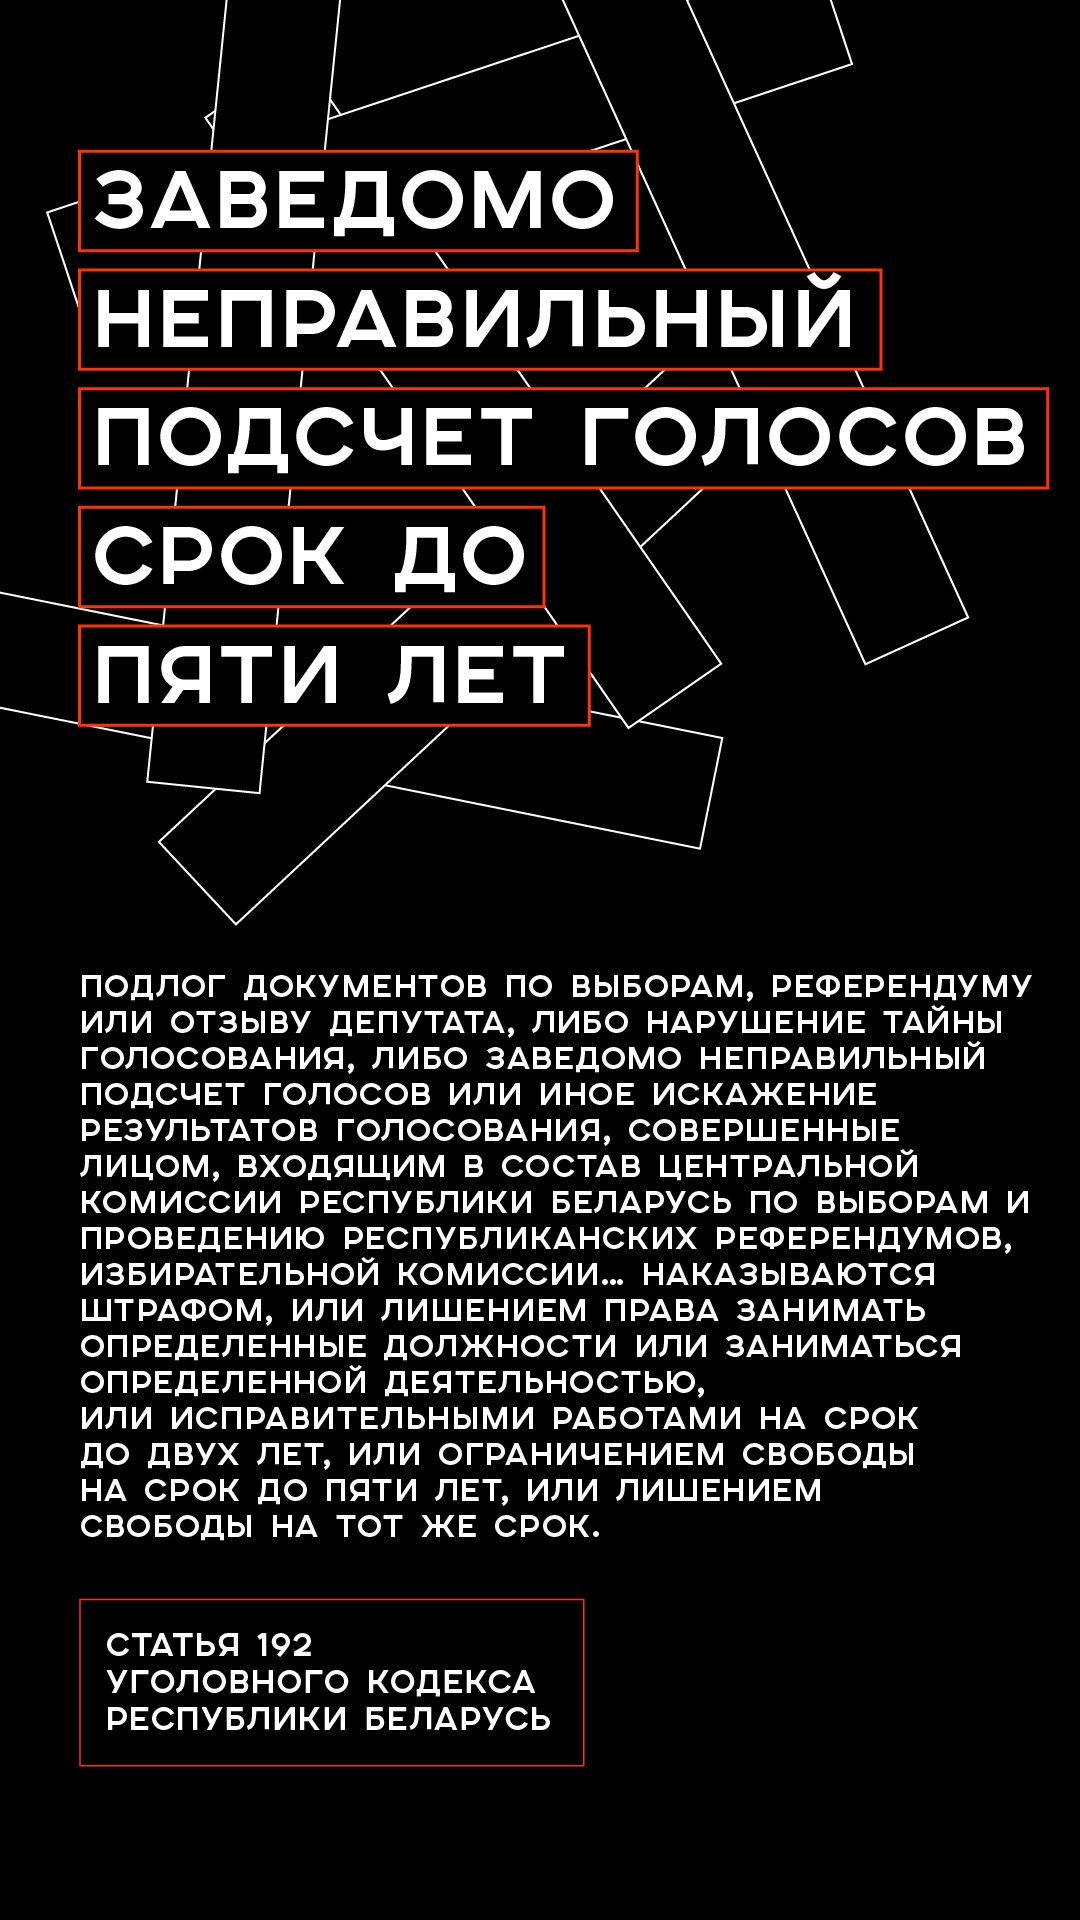 ЗАВЕДОМО
НЕПРАВИЛЬНЫЙ
ПОДСЧЕТ ГОЛОСОВ
СРОК ДО
ПЯТИ ЛЕТ
ПОДЛОГ ДОКУМЕНТОВ ПО ВЫБОРАМ, РЕФЕРЕНДУМУ
ИЛИ ОТЗЫВУ ДЕПУТАТА, ЛИБО НАРУШЕНИЕ ТАЙНЫ
ГОЛОСОВАНИЯ, ЛИБО ЗАВЕДОМО НЕПРАВИЛЬНЫЙ
ПОДСЧЕТ ГОЛОСОВ ИЛИ ИНОЕ ИСКАЖЕНИЕ
РЕЗУЛЬТАТОВ ГОЛОСОВАНИЯ, СОВЕРШЕННЫЕ
ЛИЦОМ, ВХОДЯЩИМ В СОСТАВ ЦЕНТРАЛЬНОЙ
КОМИССИИ РЕСПУБЛИКИ БЕЛАРУСЬ ПО ВЫБОРАМ И
ПРОВЕДЕНИЮ РЕСПУБЛИКАНСКИХ РЕФЕРЕНДУМОВ,
ИЗБИРАТЕЛЬНОЙ КОМИССИИ... НАКАЗЫВАЮТСЯ
ШТРАФОМ, ИЛИ ЛИШЕНИЕМ ПРАВА ЗАНИМАТЬ
ОПРЕДЕЛЕННЫЕ ДОЛЖНОСТИ ИЛИ ЗАНИМАТЬСЯ
ОПРЕДЕЛЕННОЙ ДЕЯТЕЛЬНОСТЬЮ,
ИЛИ ИСПРАВИТЕЛЬНЫМИ РАБОТАМИ НА СРОК
ДО ДВУХ ЛЕТ, ИЛИ ОГРАНИЧЕНИЕМ СВОБОДЫ
НА СРОК ДО ПЯТИ ЛЕТ, ИЛИ ЛИШЕНИЕМ
СВОБОДЫ НА ТОТ ЖЕ СРОК.
СТАТЬЯ 192
УГОЛОВНОГО КОДЕКСА
РЕСПУБЛИКИ БЕЛАРУСЬ